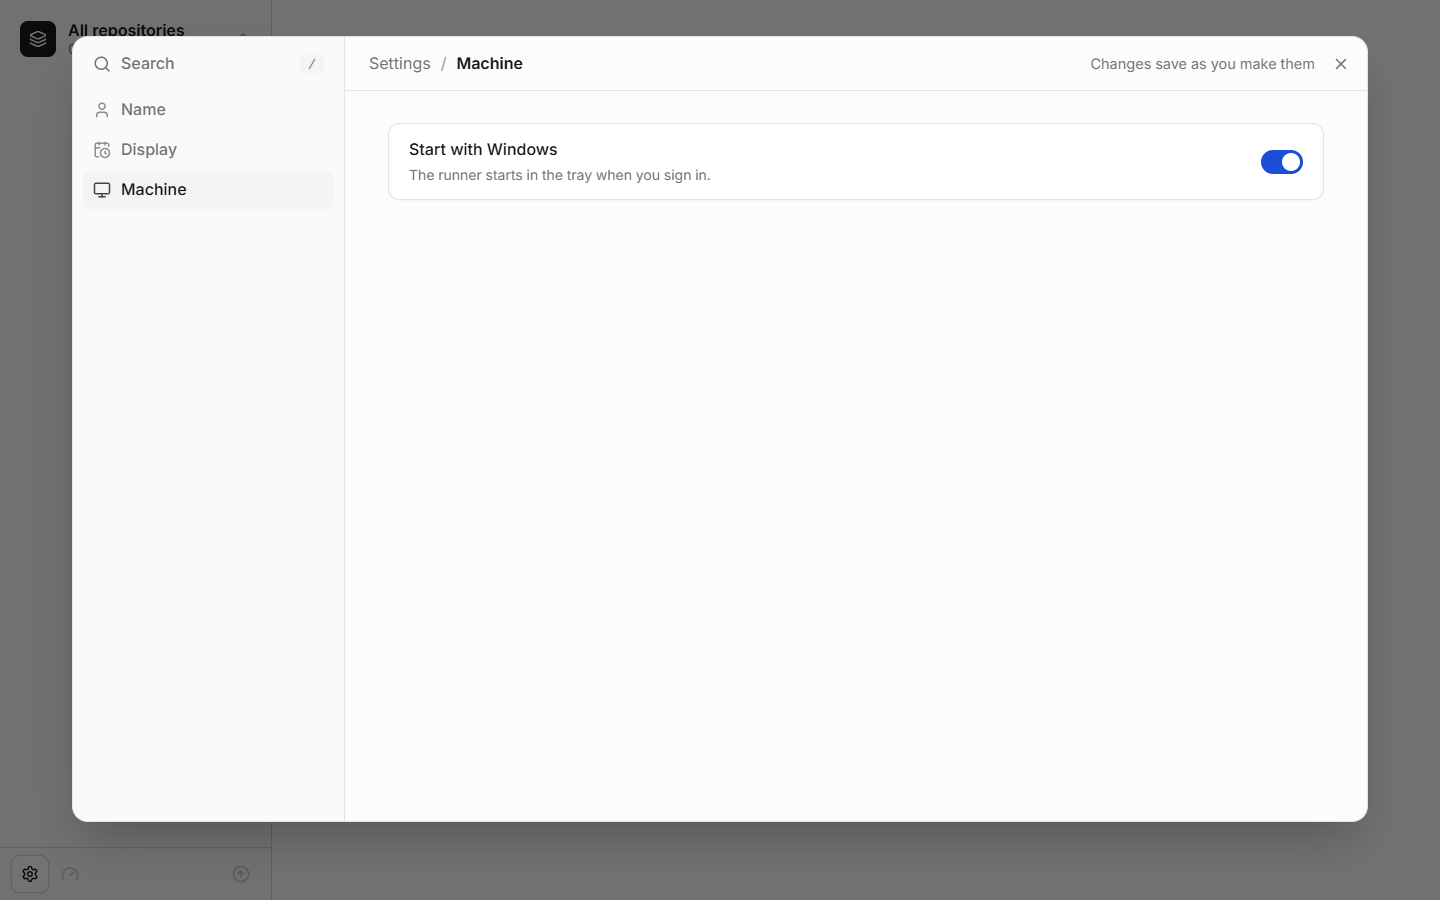 All repositories
Search
/
Settings / Machine
Changes save as you make them
Name
Display
Machine
Start with Windows
The runner starts in the tray when you sign in.